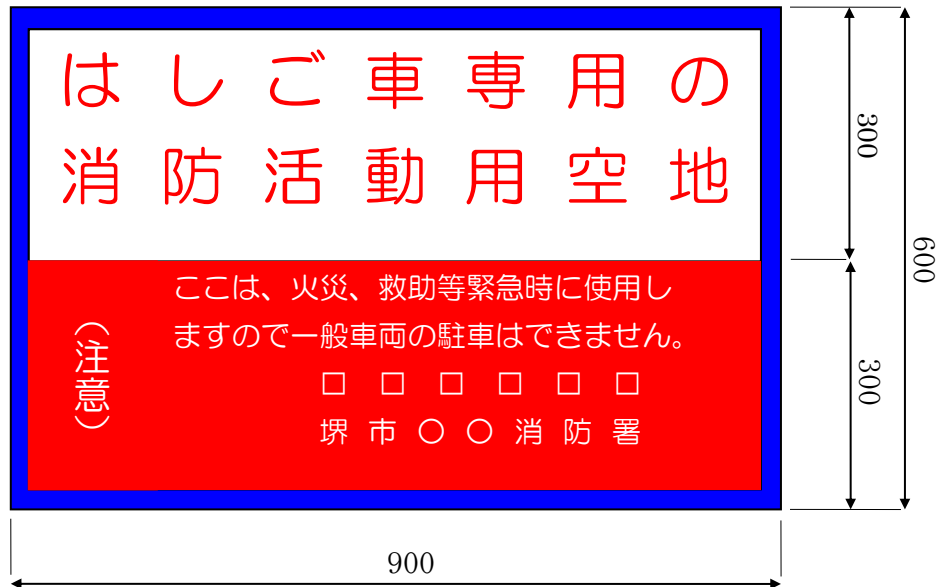 はしご車専用の
消防活動用空地
(注意)
ここは、火災、救助等緊急時に使用し
ますので一般車両の駐車はできません。
□□□□□□
堺市○○消防署
300
600
300
900